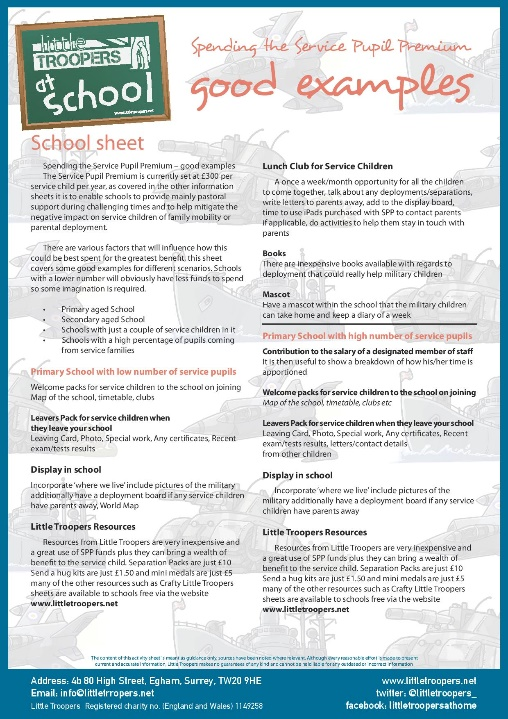 Little
TROOPERS
at
School
www.littletroopers.net
Spending the Service Pupil Premium
good examples
School sheet
Spending the Service Pupil Premium – good examples
The Service Pupil Premium is currently set at £300 per
service child per year, as covered in the other information
sheets it is to enable schools to provide mainly pastoral
support during challenging times and to help mitigate the
negative impact on service children of family mobility or
parental deployment.
There are various factors that will influence how this
could be best spent for the greatest benefit, this sheet
covers some good examples for different scenarios. Schools
with a lower number will obviously have less funds to spend
so some imagination is required.
• Primary aged School
• Secondary aged School
• Schools with just a couple of service children in it
• Schools with a high percentage of pupils coming
from service families
Primary School with low number of service pupils
Welcome packs for service children to the school on joining
Map of the school, timetable, clubs
Leavers Pack for service children when
they leave your school
Leaving Card, Photo, Special work, Any certificates, Recent
exam/tests results
Display in school
Incorporate 'where we live' include pictures of the military
additionally have a deployment board if any service children
have parents away, World Map
Little Troopers Resources
Resources from Little Troopers are very inexpensive and
a great use of SPP funds plus they can bring a wealth of
benefit to the service child. Separation Packs are just £10
Send a hug kits are just £1.50 and mini medals are just £5
many of the other resources such as Crafty Little Troopers
sheets are available to schools free via the website
www.littletroopers.net
Lunch Club for Service Children
A once a week/month opportunity for all the children
to come together, talk about any deployments/separations,
write letters to parents away, add to the display board,
time to use iPads purchased with SPP to contact parents
if applicable, do activities to help them stay in touch with
parents
Books
There are inexpensive books available with regards to
deployment that could really help military children
Mascot
Have a mascot within the school that the military children
can take home and keep a diary of a week
Primary School with high number of service pupils
Contribution to the salary of a designated member of staff
It is then useful to show a breakdown of how his/her time is
apportioned
Welcome packs for service children to the school on joining
Map of the school, timetable, clubs etc
Leavers Pack for service children when they leave your school
Leaving Card, Photo, Special work, Any certificates, Recent
exam/tests results, letters/contact details
from other children
Display in school
Incorporate 'where we live' include pictures of the
military additionally have a deployment board if any service
children have parents away
Little Troopers Resources
Resources from Little Troopers are very inexpensive and
a great use of SPP funds plus they can bring a wealth of
benefit to the service child. Separation Packs are just £10
Send a hug kits are just £1.50 and mini medals are just £5
many of the other resources such as Crafty Little Troopers
sheets are available to schools free via the website
www.littletroopers.net
The content of this activity sheet is meant as guidance only, sources have been noted where relevant. Although every reasonable effort is made to present
current and accurate information, Little Troopers makes no guarantees of any kind and cannot be held liable for any outdated or incorrect information
Address: 4b 80 High Street, Egham, Surrey, TW20 9HE
Email: info@littletrropers.net
Little Troopers Registered charity no. (England and Wales) 1149258
www.littletroopers.net
twitter: @littletroopers_
facebook: littletroopersathome